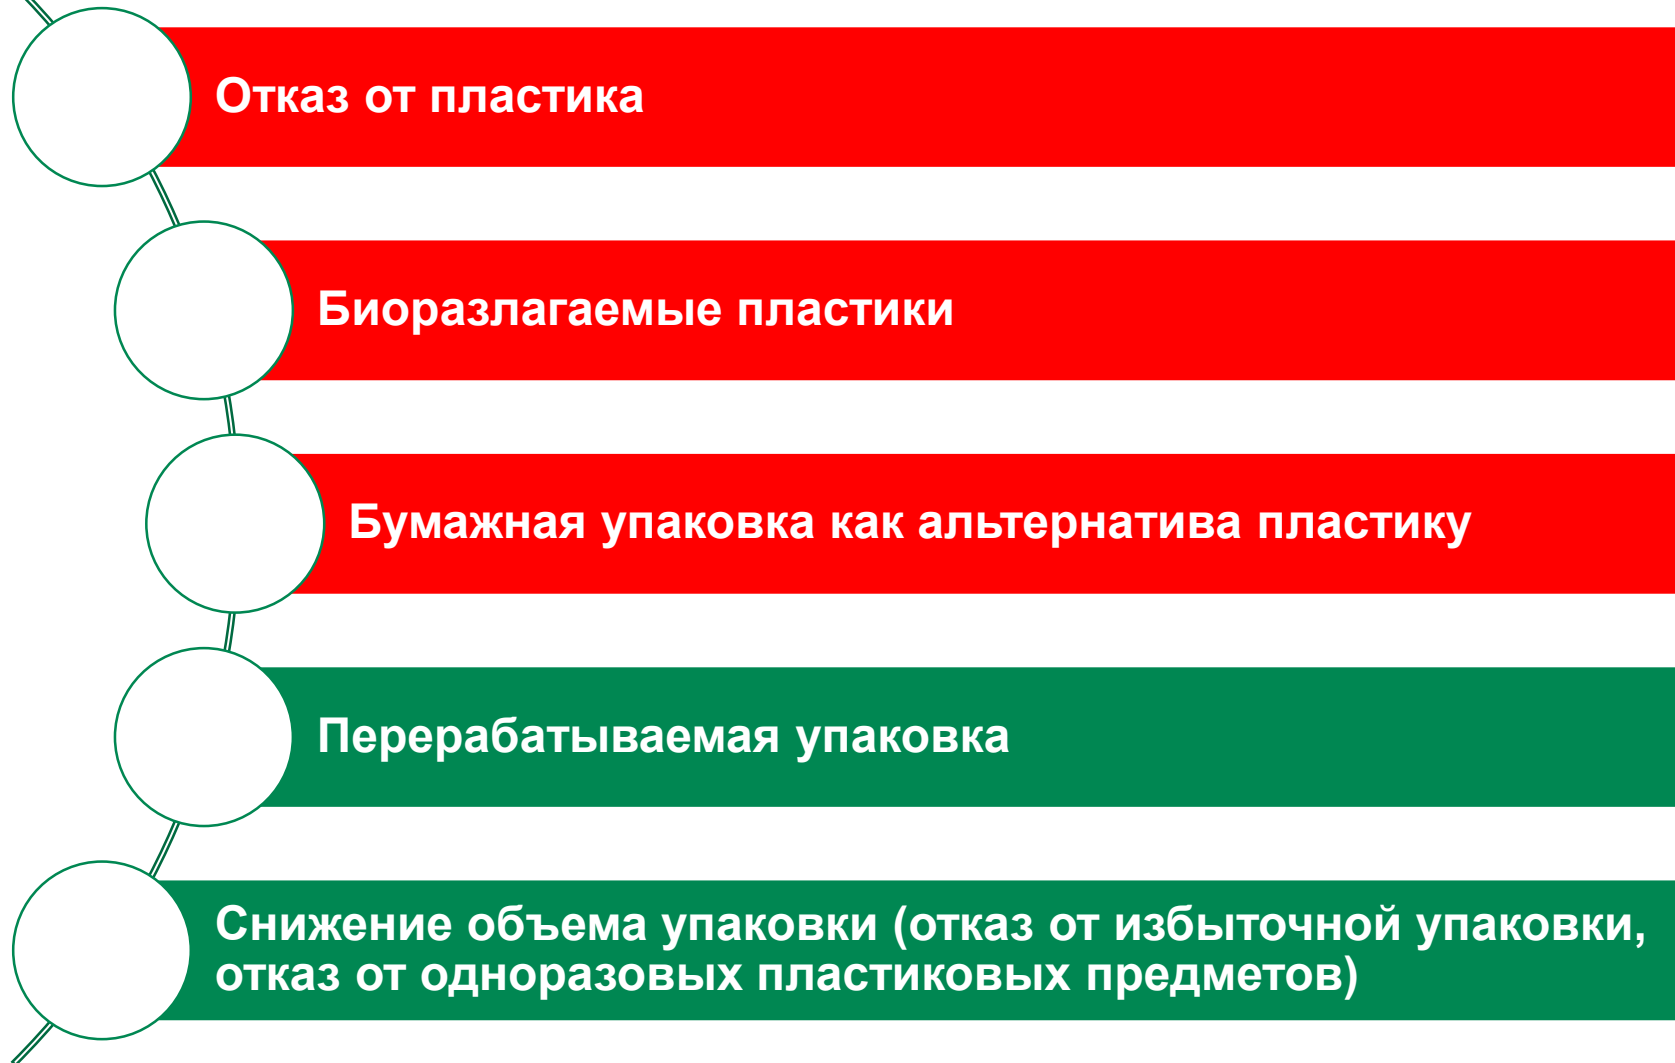 Отказ от пластика
Биоразлагаемые пластики
Бумажная упаковка как альтернатива пластику
Перерабатываемая упаковка
Снижение объема упаковки (отказ от избыточной упаковки,
отказ от одноразовых пластиковых предметов)